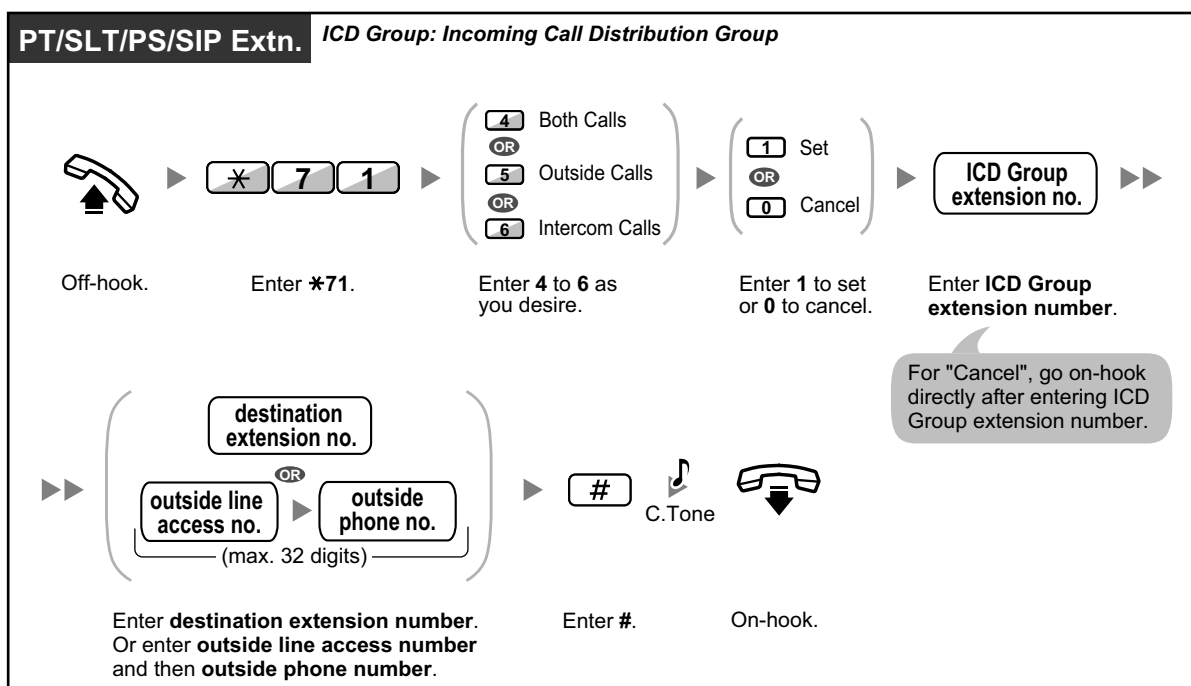 PT/SLT/PS/SIP Extn.
ICD Group: Incoming Call Distribution Group
4 Both Calls
OR
5 Outside Calls
OR
6 Intercom Calls
1 Set
OR
0 Cancel
✳ 7 1
ICD Group
extension no.
Off-hook.
Enter ✳71.
Enter 4 to 6 as
you desire.
Enter 1 to set
or 0 to cancel.
Enter ICD Group
extension number.
For "Cancel", go on-hook
directly after entering ICD
Group extension number.
destination
extension no.
OR
outside line
access no.
outside
phone no.
(max. 32 digits)
#
C.Tone
Enter destination extension number.
Or enter outside line access number
and then outside phone number.
Enter #.
On-hook.